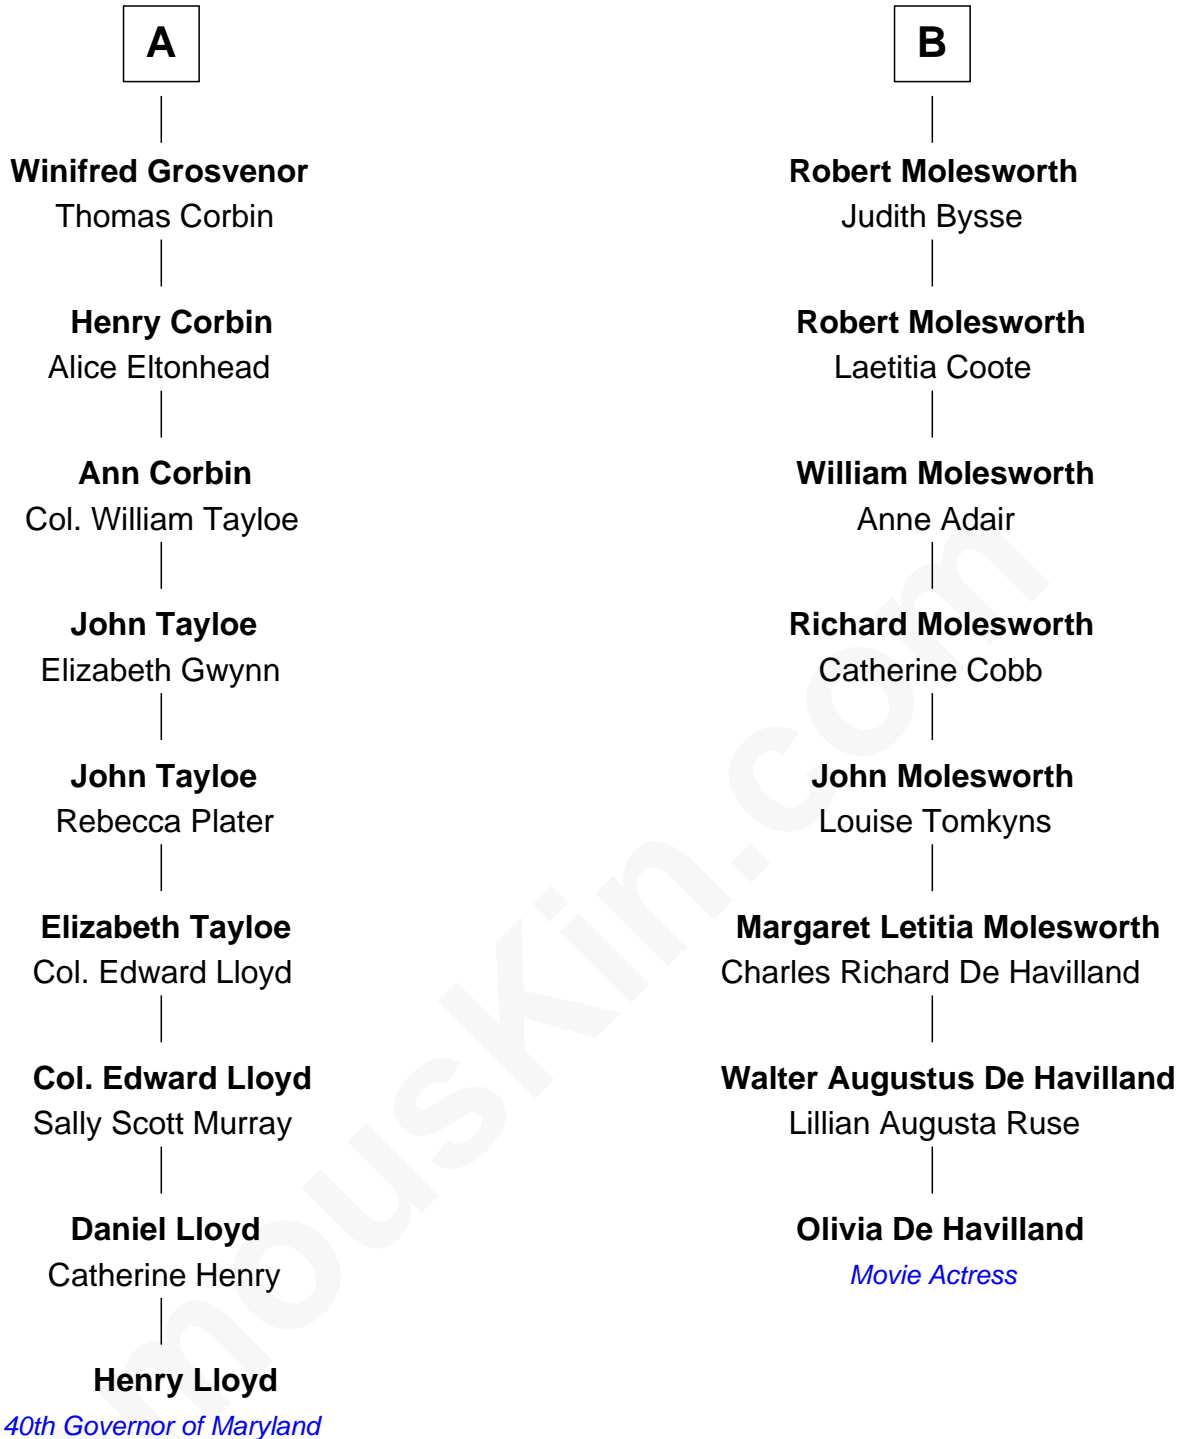 A
Winifred Grosvenor
Thomas Corbin
Henry Corbin
Alice Eltonhead
Ann Corbin
Col. William Tayloe
John Tayloe
Elizabeth Gwynn
John Tayloe
Rebecca Plater
Elizabeth Tayloe
Col. Edward Lloyd
Col. Edward Lloyd
Sally Scott Murray
Daniel Lloyd
Catherine Henry
Henry Lloyd
40th Governor of Maryland
B
Robert Molesworth
Judith Bysse
Robert Molesworth
Laetitia Coote
William Molesworth
Anne Adair
Richard Molesworth
Catherine Cobb
John Molesworth
Louise Tomkyns
Margaret Letitia Molesworth
Charles Richard De Havilland
Walter Augustus De Havilland
Lillian Augusta Ruse
Olivia De Havilland
Movie Actress
mousKin.com